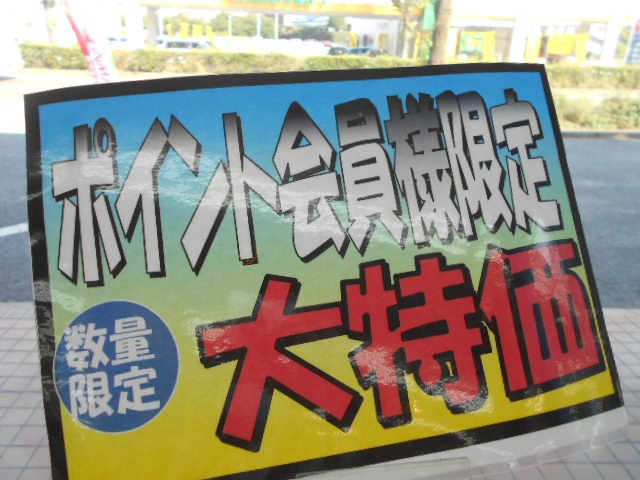 ポイント会員様限定
大特価
数量
限定